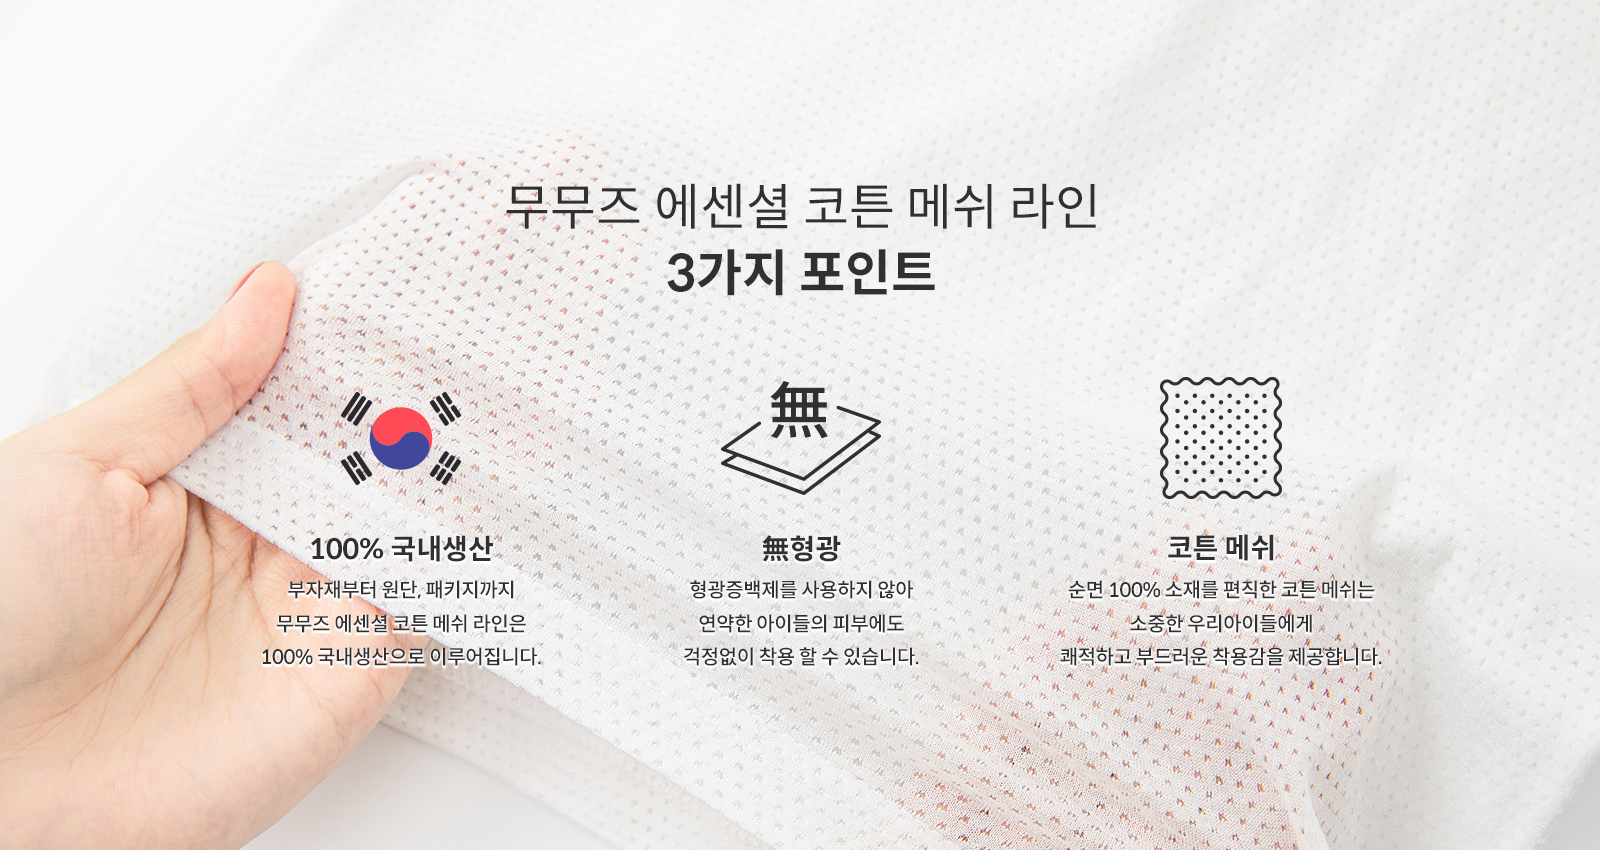 무무즈 에센셜 코튼 메쉬 라인
3가지 포인트
無
100% 국내생산
부자재부터 원단, 패키지까지
무무즈 에센셜 코튼 메쉬 라인은
100% 국내생산으로 이루어집니다.
無형광
형광증백제를 사용하지 않아
연약한 아이들의 피부에도
걱정없이 착용 할 수 있습니다.
코튼 메쉬
순면 100% 소재를 편직한 코튼 메쉬는
소중한 우리아이들에게
쾌적하고 부드러운 착용감을 제공합니다.